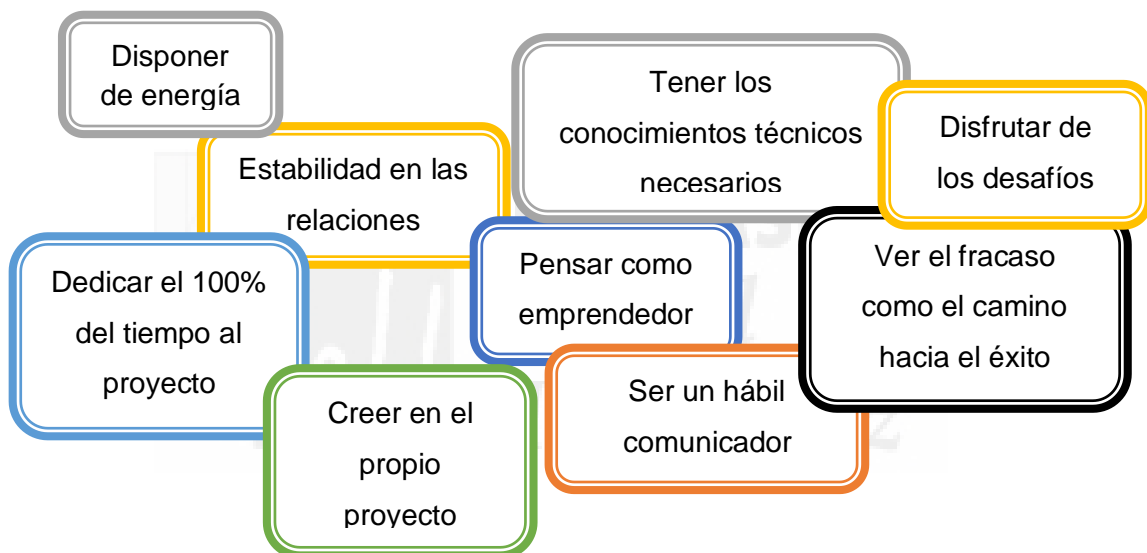 Disponer
de energía
Tener los
conocimientos técnicos
necesarios
Disfrutar de
los desafíos
Estabilidad en las
relaciones
Dedicar el 100%
del tiempo al
proyecto
Pensar como
emprendedor
Ver el fracaso
como el camino
hacia el éxito
Creer en el
propio
proyecto
Ser un hábil
comunicador